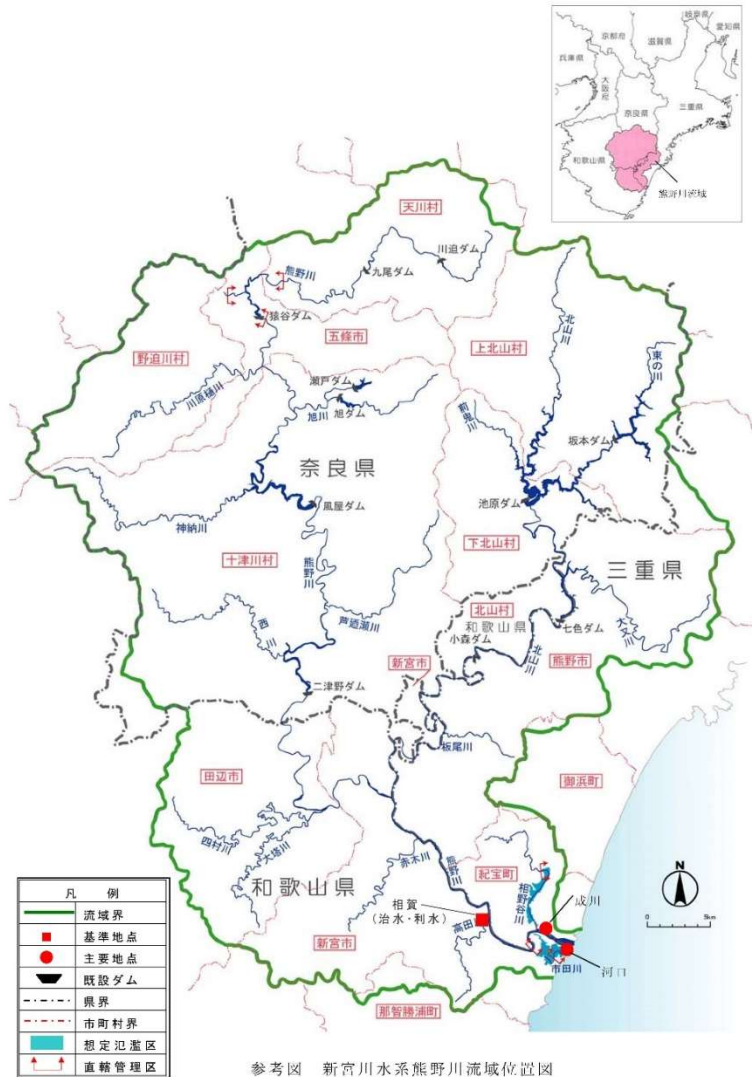 岐阜県
京都府
滋賀県
愛知県
兵庫県
大阪府
奈良県
三重県
和歌山県
熊野川流域
天川村
川迫ダム
九尾ダム
熊野川
猿谷ダム
五條市
上北山村
北山川
東の川
野迫川村
川原樋川
瀬戸ダム
旭川
旭ダム
前鬼川
坂本ダム
奈良県
池原ダム
風屋ダム
神納川
十津川村
熊野川
下北山村
三重県
芦廼瀬川
西川
北山村
和歌山県
七色ダム
大又川
小森ダム
北山川
熊野市
新宮市
二津野ダム
板尾川
御浜町
田辺市
四村川
大塔川
赤木川
熊野川
紀宝町
相野谷川
成川
和歌山県
相賀
(治水・利水)
高田
新宮市
市田川
河口
那智勝浦町
N
0 5km
凡 例
流域界
基準地点
主要地点
既設ダム
県界
市町村界
想定氾濫区
直轄管理区
参考図 新宮川水系熊野川流域位置図